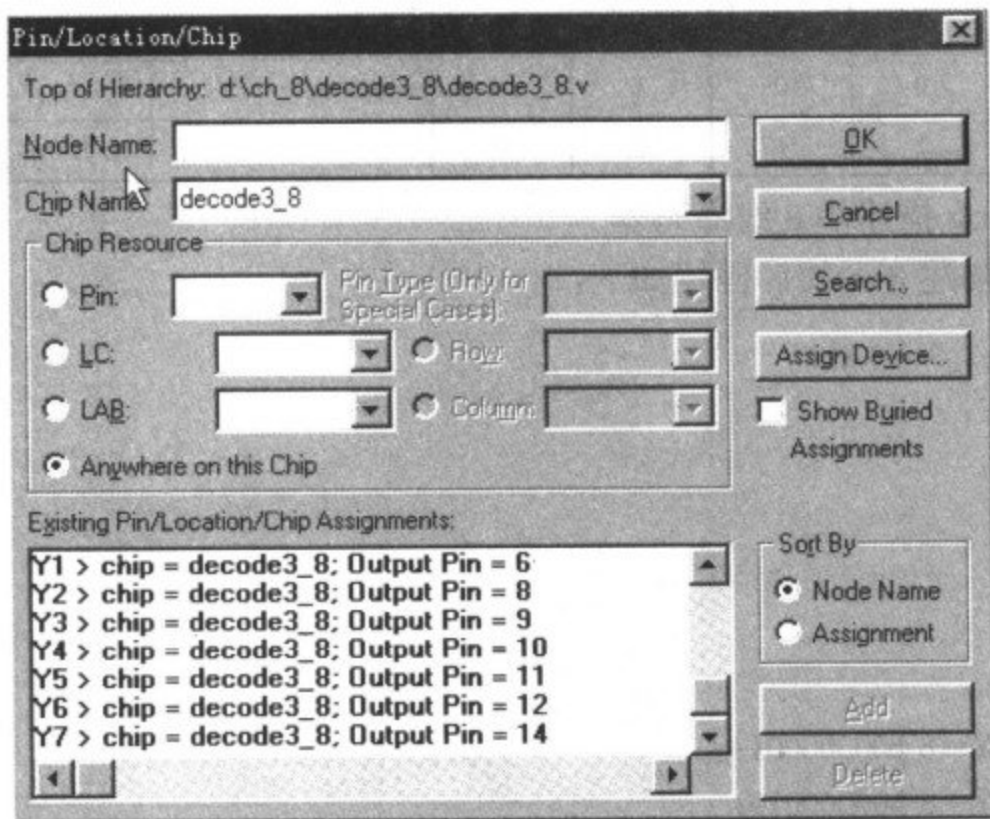 Pin/Location/Chip
Top of Hierarchy: d:\ch_8\decode3_8\decode3_8.v
Node Name:
OK
Chip Name:
decode3_8
Cancel
Chip Resource
Pin:
Pin Type (Only for
Special Cases):
Search...
LC:
Row:
Assign Device...
LAB:
Column:
Show Buried
Assignments
Anywhere on this Chip
Existing Pin/Location/Chip Assignments:
Y1 > chip = decode3_8; Output Pin = 6
Y2 > chip = decode3_8; Output Pin = 8
Y3 > chip = decode3_8; Output Pin = 9
Y4 > chip = decode3_8; Output Pin = 10
Y5 > chip = decode3_8; Output Pin = 11
Y6 > chip = decode3_8; Output Pin = 12
Y7 > chip = decode3_8; Output Pin = 14
Sort By
Node Name
Assignment
Add
Delete